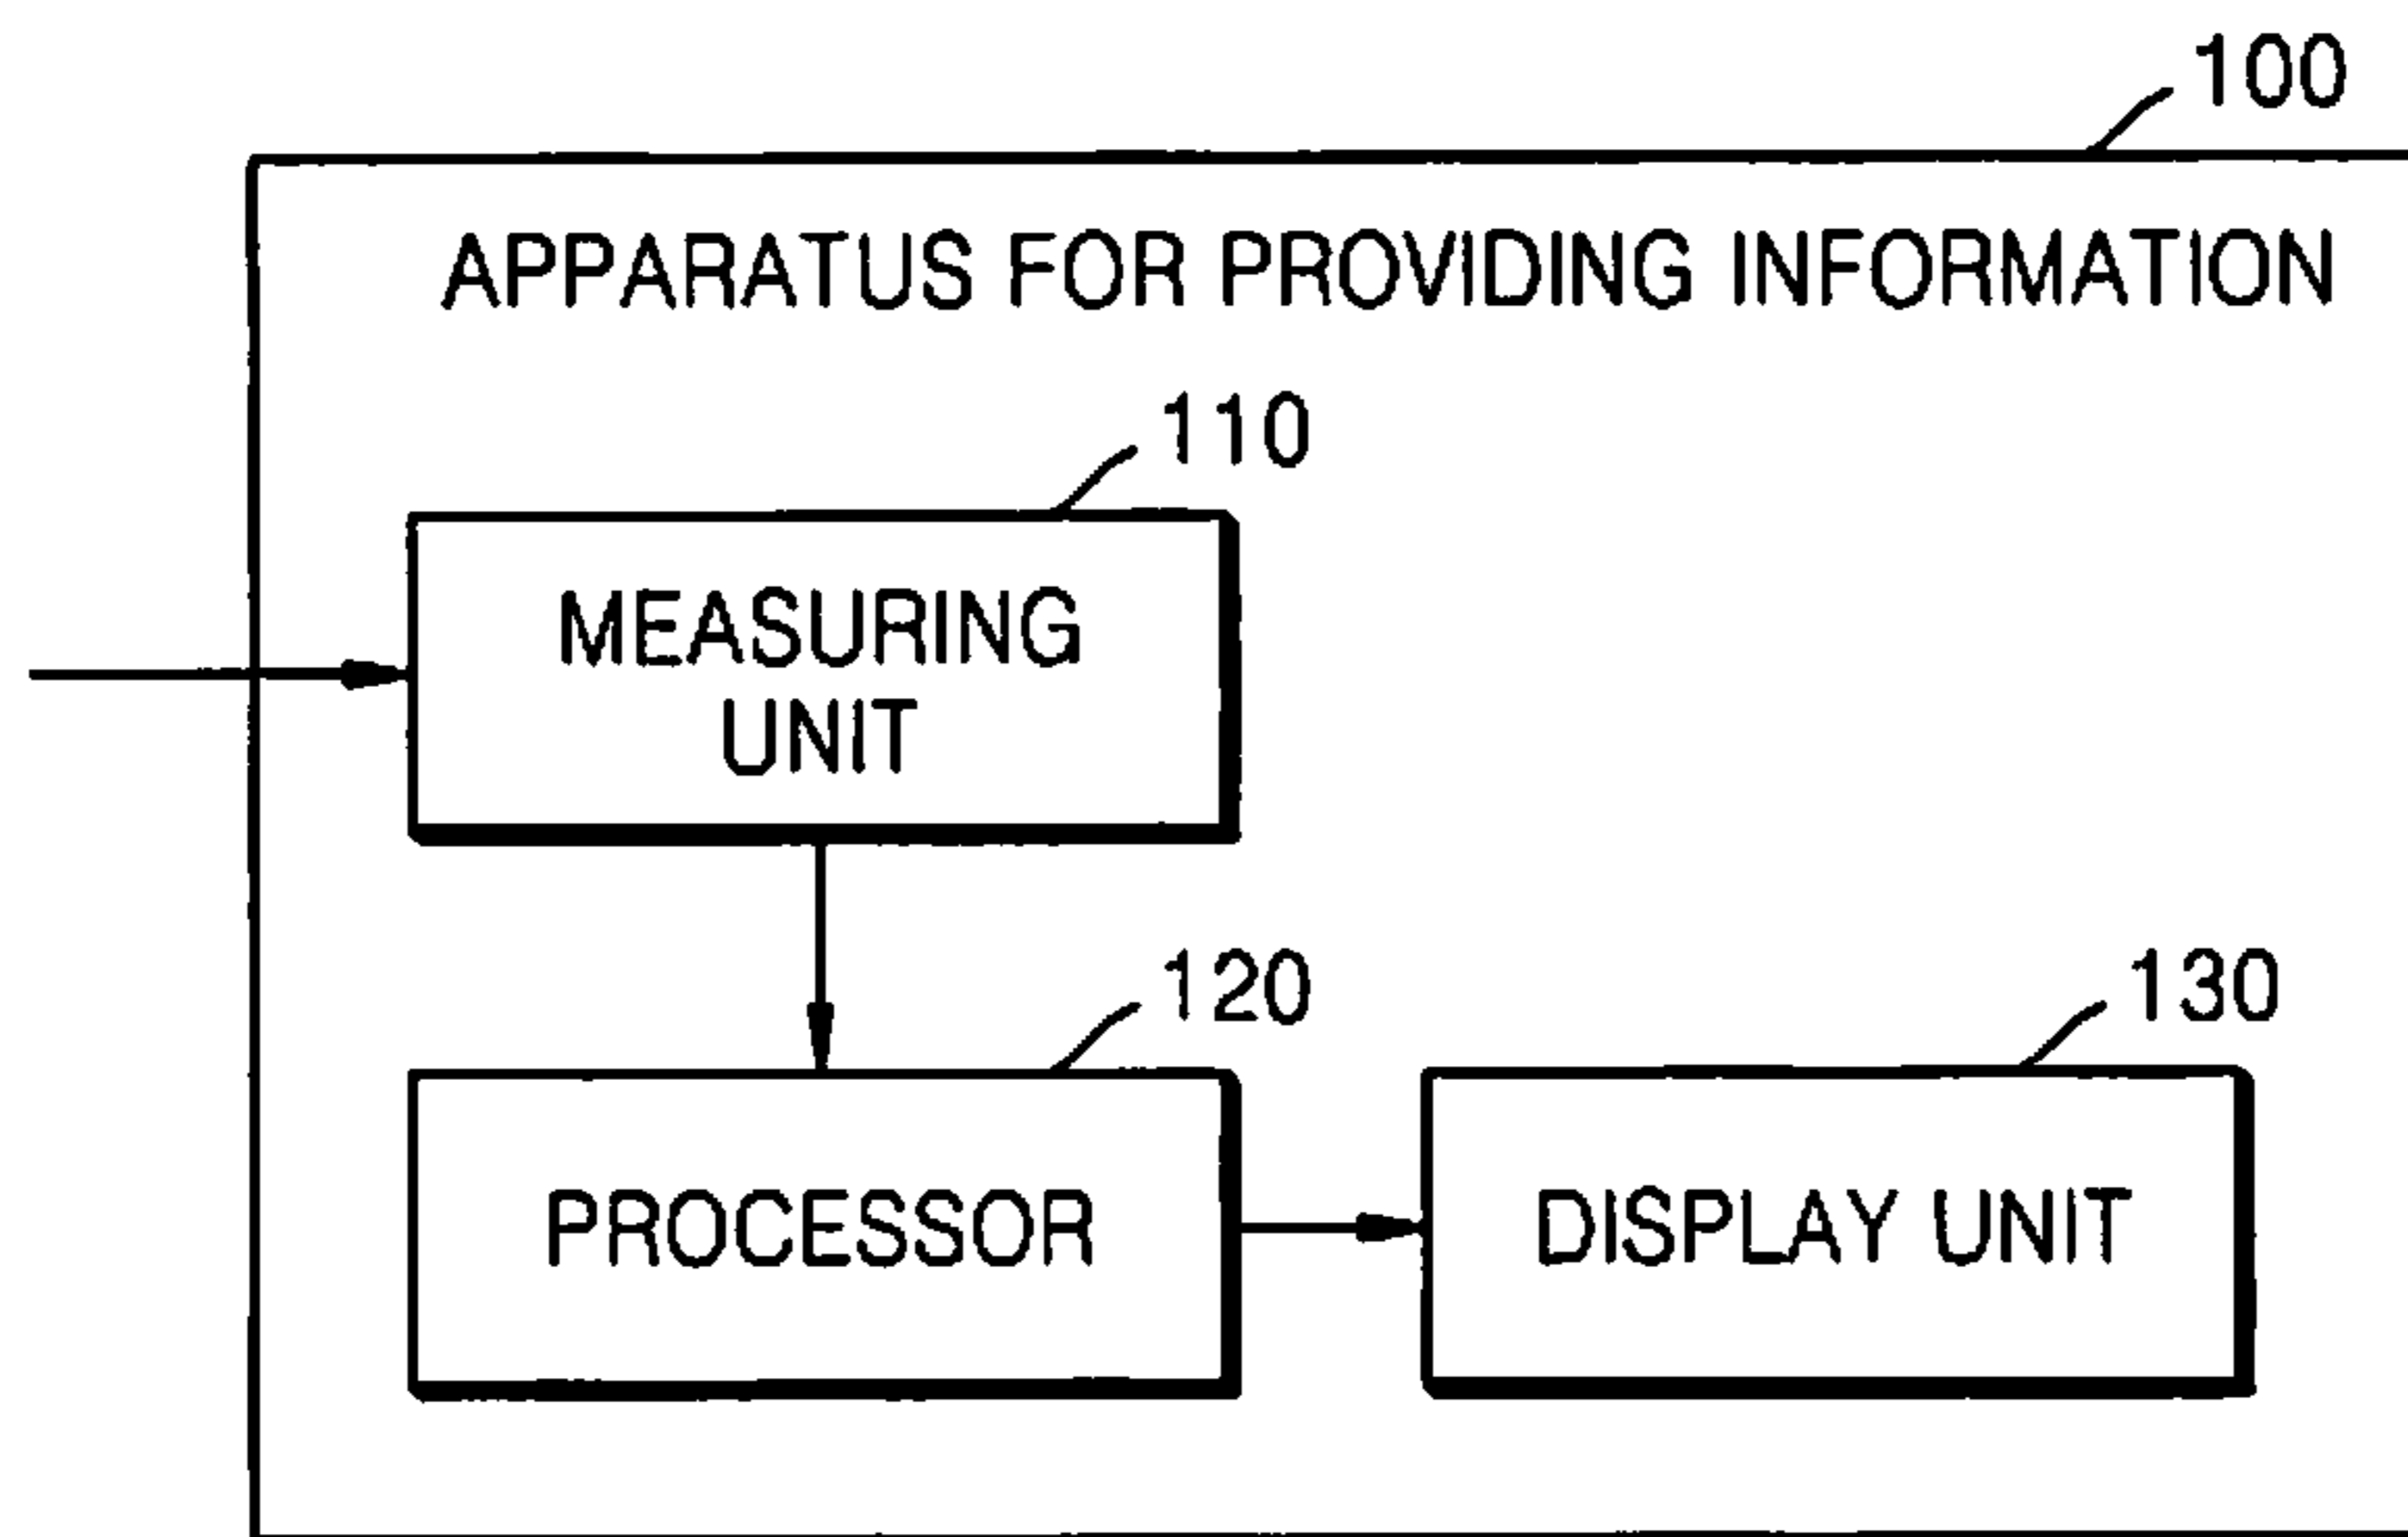 100
APPARATUS FOR PROVIDING INFORMATION
110
MEASURING
UNIT
120
130
PROCESSOR
DISPLAY UNIT